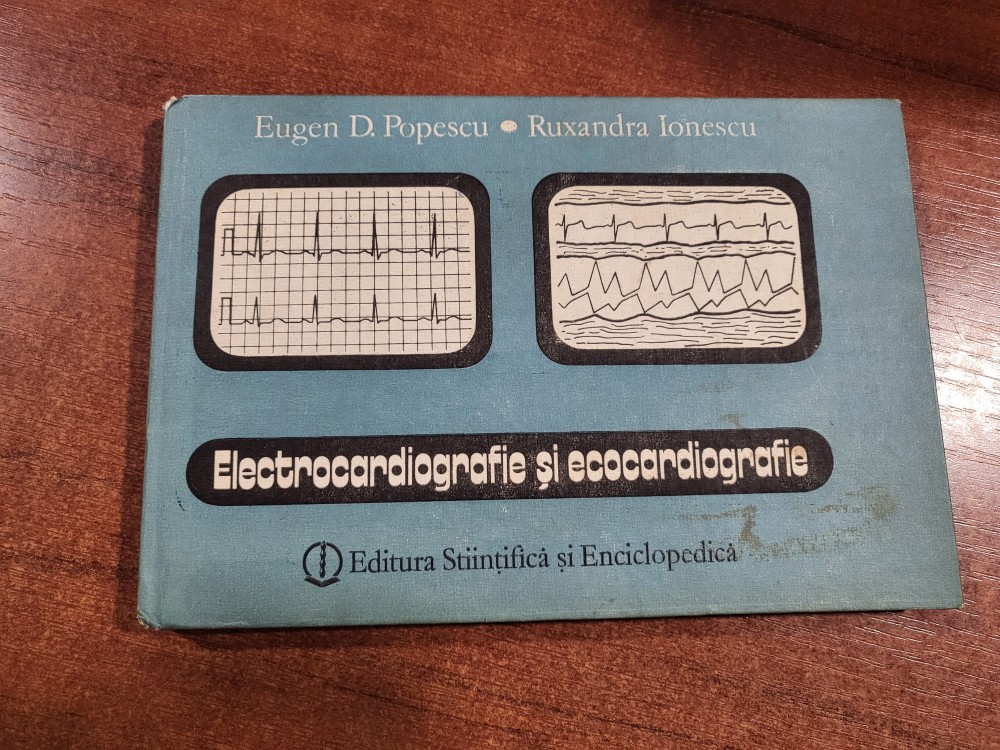 Eugen D. Popescu • Ruxandra Ionescu
Electrocardiografie și ecocardiografie
Editura Stiințifică și Enciclopedică